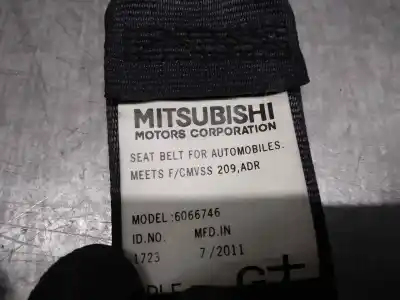 MITSUBISHI
MOTORS CORPORATION
SEAT BELT FOR AUTOMOBILES.
MEETS F/CMVSS 209,ADR
MODEL:6066746
ID.NO. MFD.IN
1723 7/2011